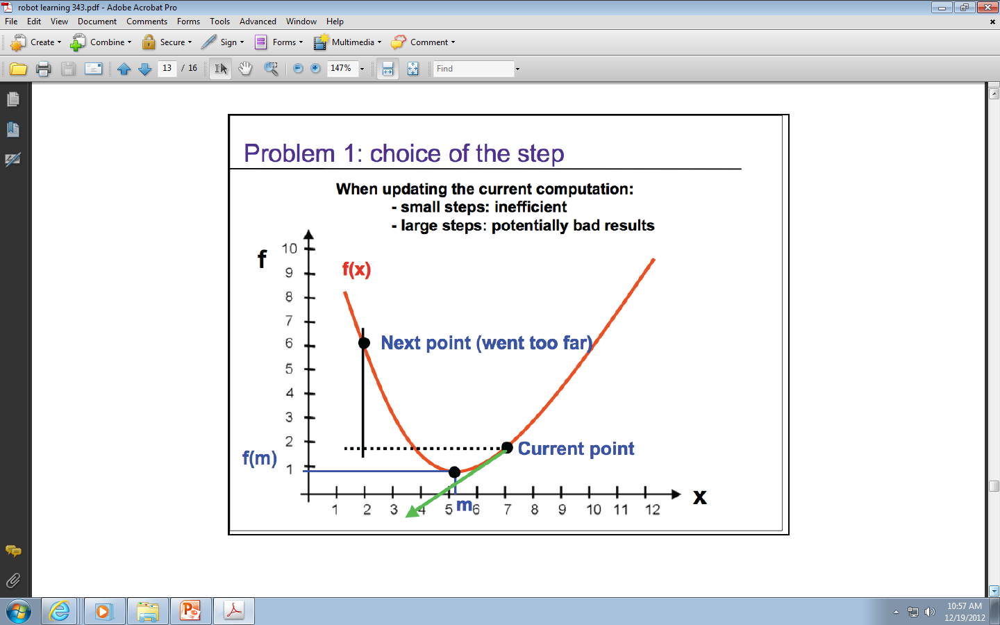 robot learning 343.pdf - Adobe Acrobat Pro
File Edit View Document Comments Forms Tools Advanced Window Help
Create Combine Secure Sign Forms Multimedia Comment
13 / 16 147% Find
Problem 1: choice of the step
When updating the current computation:
- small steps: inefficient
- large steps: potentially bad results
f
10
9
8
7
6
5
4
3
2
1
f(x)
Next point (went too far)
Current point
f(m)
m
x
1 2 3 4 5 6 7 8 9 10 11 12
10:57 AM
12/19/2012